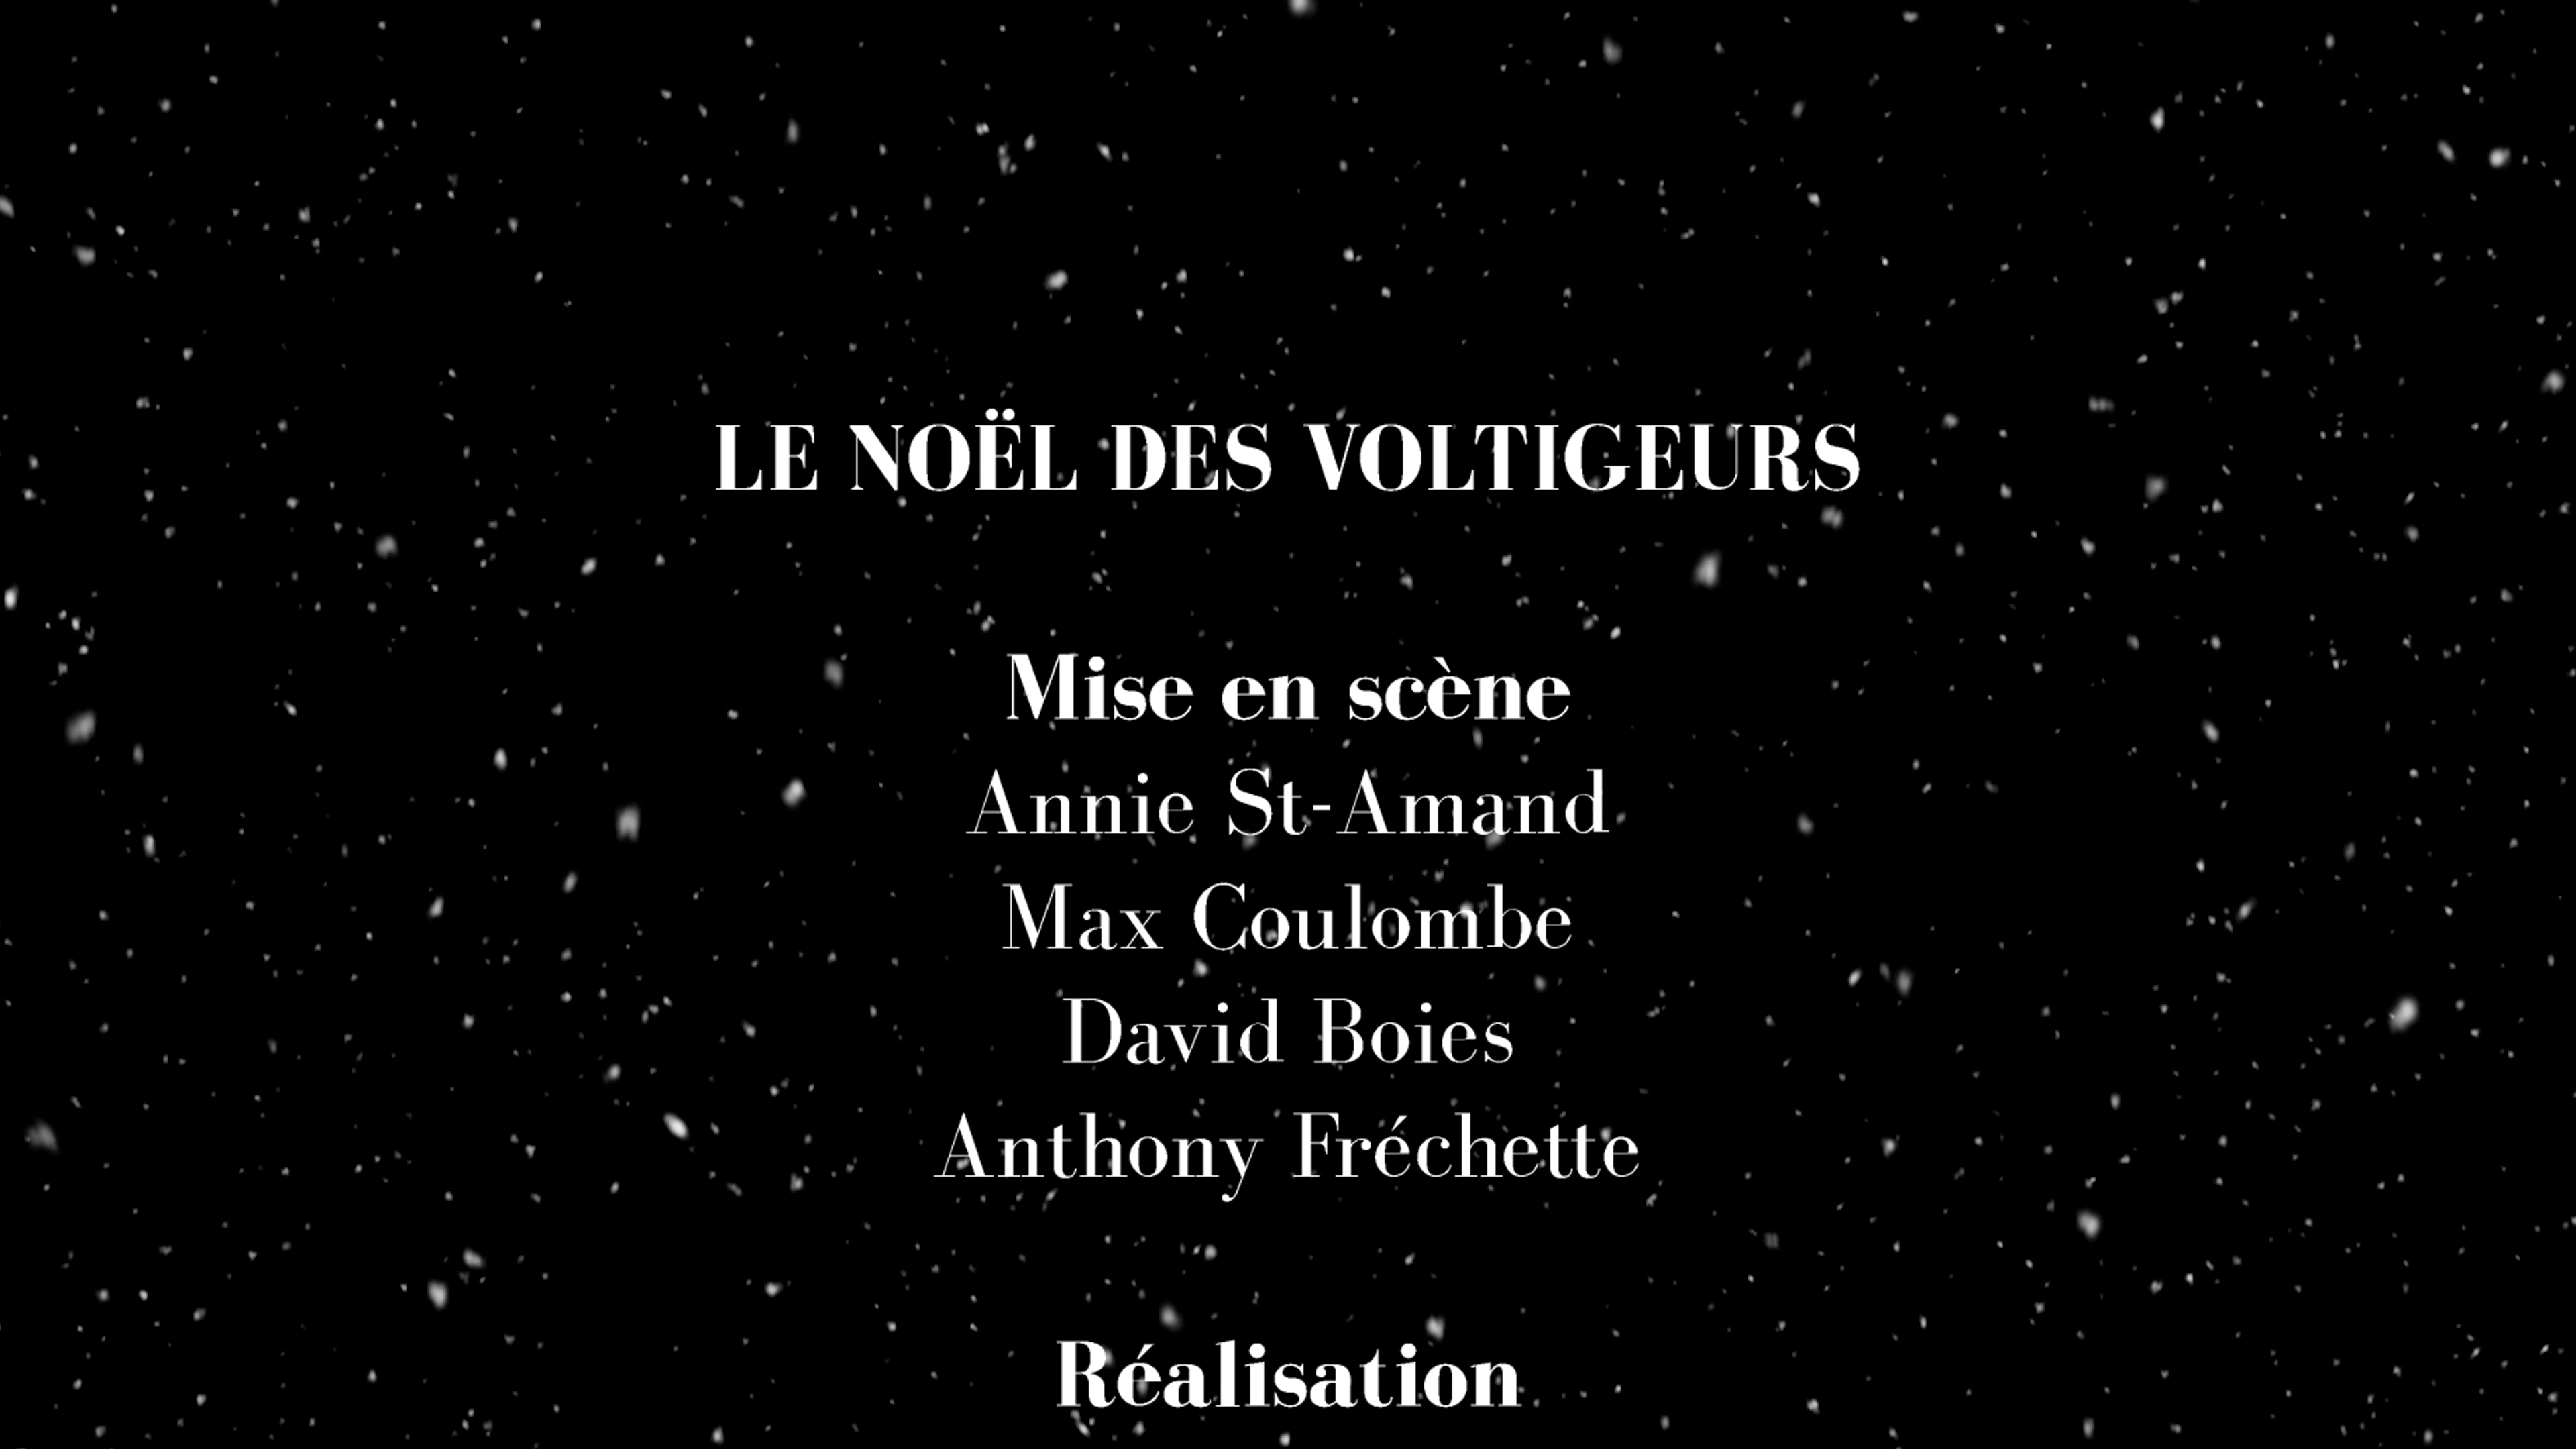 LE NOËL DES VOLTIGEURS
Mise en scène
Annie St-Amand
Max Coulombe
David Boies
Anthony Fréchette
Réalisation